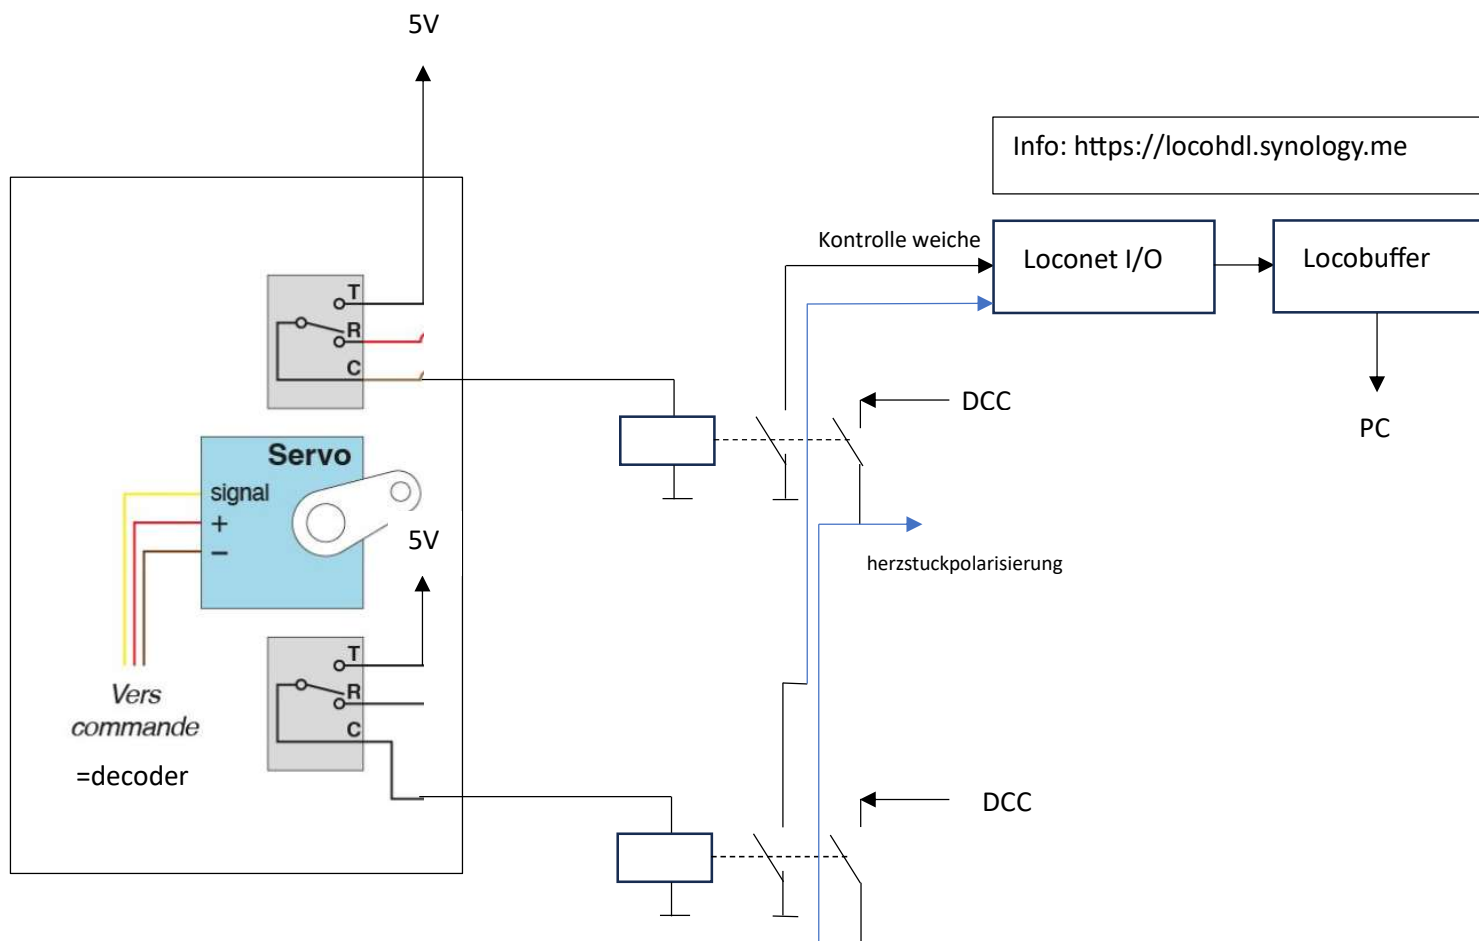 5V
Info: https://locohdl.synology.me
Kontrolle weiche
Loconet I/O
Locobuffer
T
R
C
DCC
PC
Servo
signal
+
−
5V
herzstuckpolarisierung
T
R
C
Vers
commande
=decoder
DCC